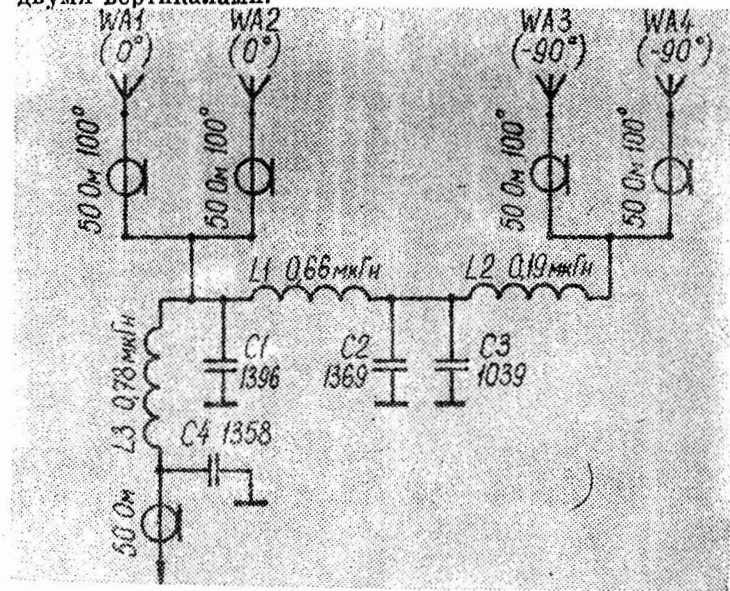 двумя вертикалами.
WA1 (0°)
WA2 (0°)
WA3 (-90°)
WA4 (-90°)
50 Ом 100°
50 Ом 100°
50 Ом 100°
50 Ом 100°
L1 0,66мкГн
L2 0,19мкГн
L3 0,78мкГн
C1 1396
C2 1369
C3 1039
C4 1358
50 Ом